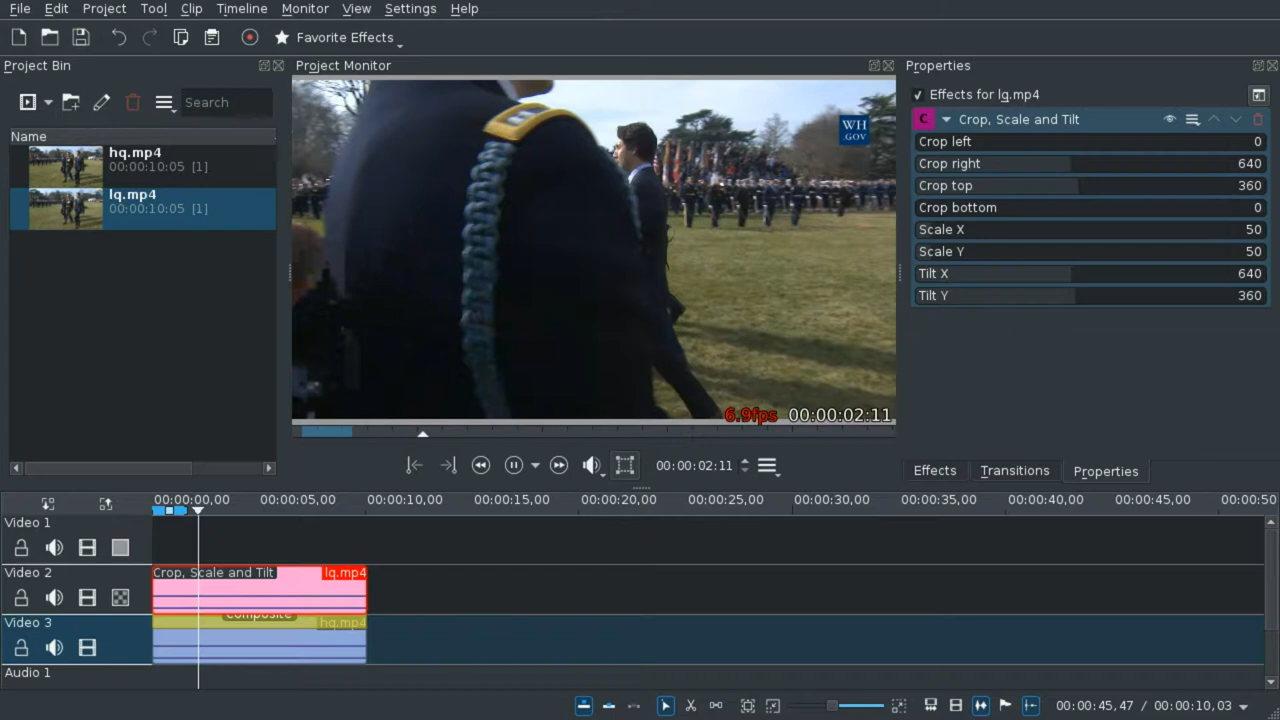 File Edit Project Tool Clip Timeline Monitor View Settings Help
Favorite Effects
Project Bin
Project Monitor
Properties
Search
Name
hq.mp4
00:00:10:05 [1]
lq.mp4
00:00:10:05 [1]
WH
.GOV
6.9fps 00:00:02:11
00:00:02:11
Effects for lq.mp4
C Crop, Scale and Tilt
Crop left 0
Crop right 640
Crop top 360
Crop bottom 0
Scale X 50
Scale Y 50
Tilt X 640
Tilt Y 360
Effects Transitions Properties
00:00:00,00 00:00:05,00 00:00:10,00 00:00:15,00 00:00:20,00 00:00:25,00 00:00:30,00 00:00:35,00 00:00:40,00 00:00:45,00 00:00:50
Video 1
Video 2
Crop, Scale and Tilt lq.mp4
Video 3
Composite hq.mp4
Audio 1
00:00:45,47 / 00:00:10,03